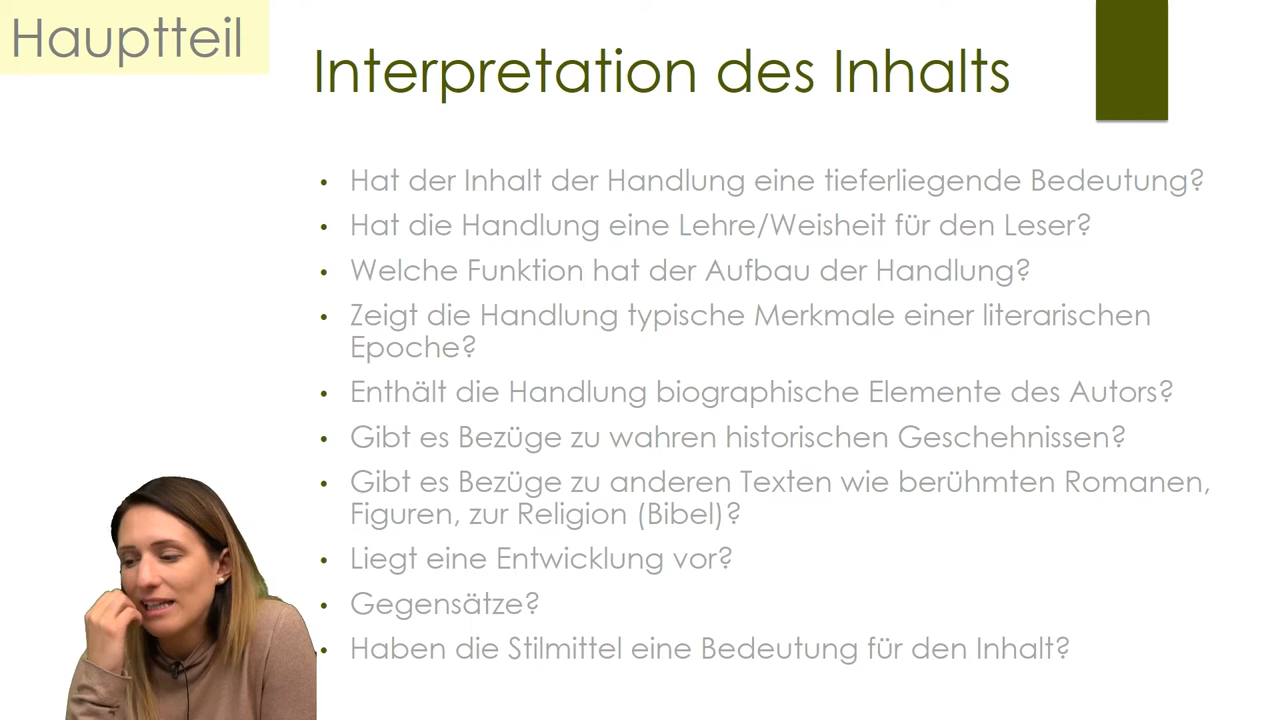 Hauptteil
Interpretation des Inhalts
• Hat der Inhalt der Handlung eine tieferliegende Bedeutung?
• Hat die Handlung eine Lehre/Weisheit für den Leser?
• Welche Funktion hat der Aufbau der Handlung?
• Zeigt die Handlung typische Merkmale einer literarischen
Epoche?
• Enthält die Handlung biographische Elemente des Autors?
• Gibt es Bezüge zu wahren historischen Geschehnissen?
• Gibt es Bezüge zu anderen Texten wie berühmten Romanen,
Figuren, zur Religion (Bibel)?
• Liegt eine Entwicklung vor?
• Gegensätze?
• Haben die Stilmittel eine Bedeutung für den Inhalt?